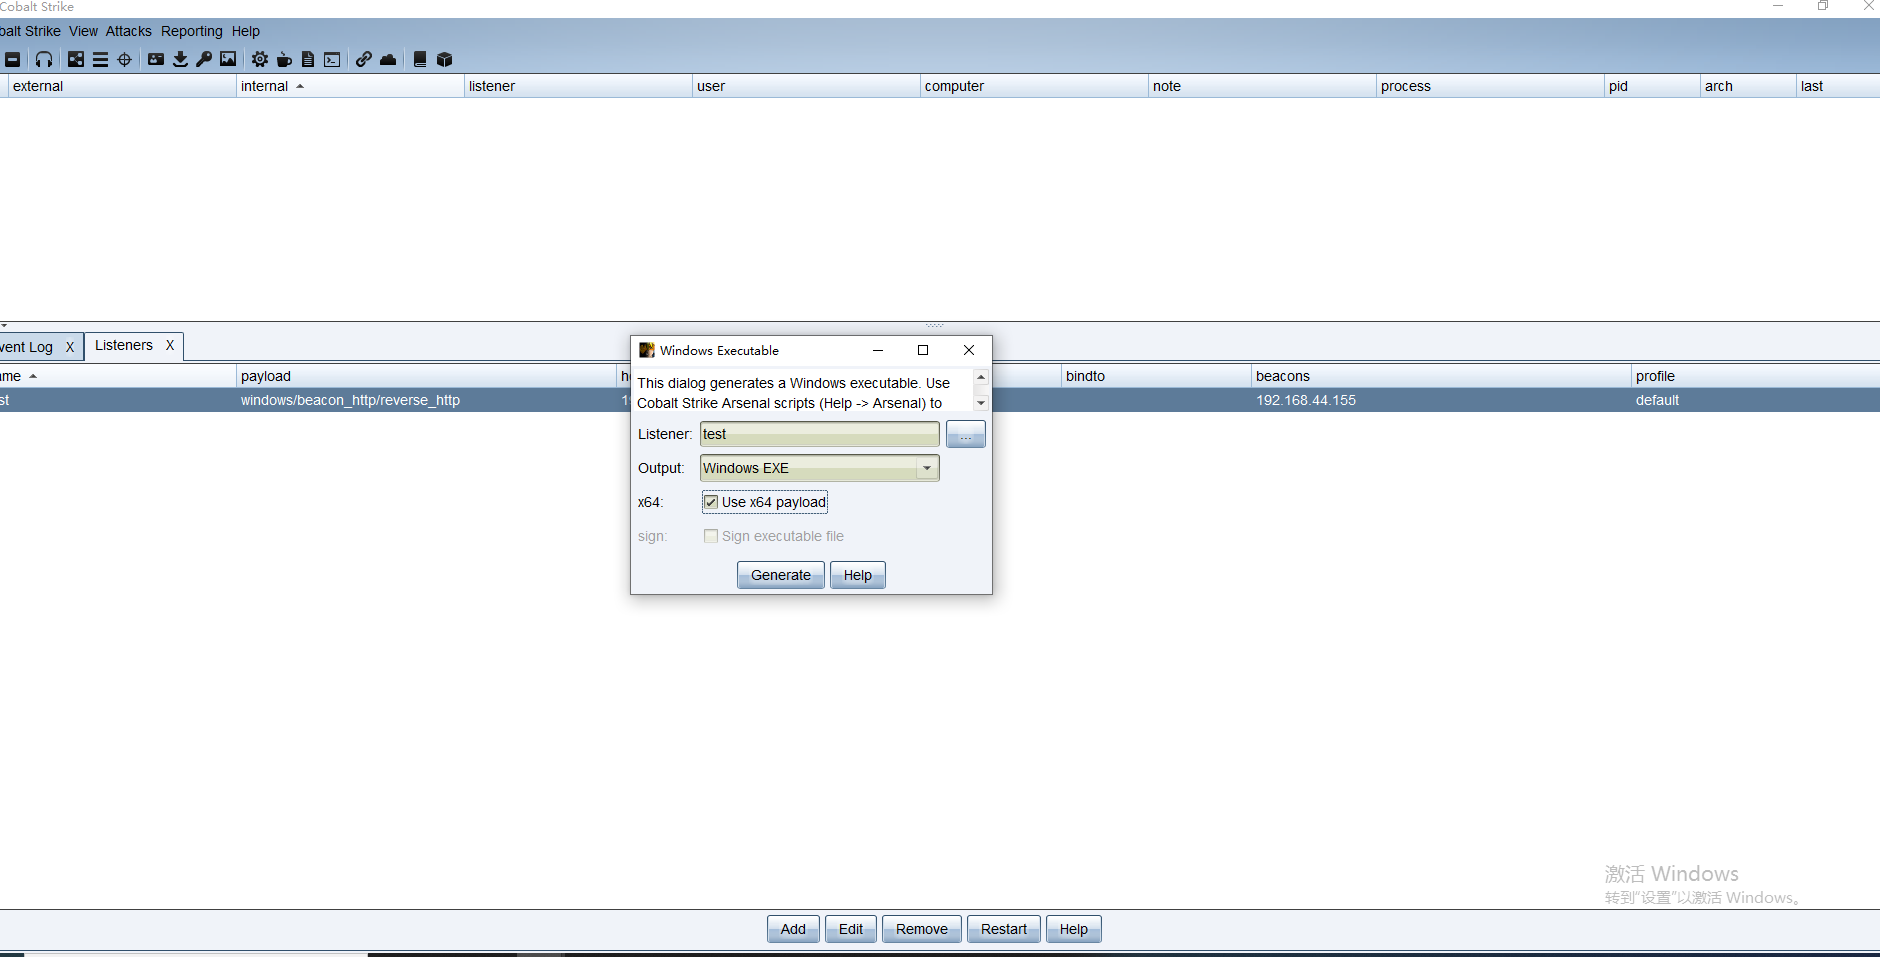 Cobalt Strike
balt Strike View Attacks Reporting Help
external internal listener user computer note process pid arch last
vent Log X Listeners X
Windows Executable
me payload h bindto beacons profile
This dialog generates a Windows executable. Use
st windows/beacon_http/reverse_http 1 192.168.44.155 default
Cobalt Strike Arsenal scripts (Help -> Arsenal) to
Listener: test ...
Output: Windows EXE
x64: Use x64 payload
sign: Sign executable file
Generate Help
激活 Windows
转到“设置”以激活 Windows。
Add Edit Remove Restart Help